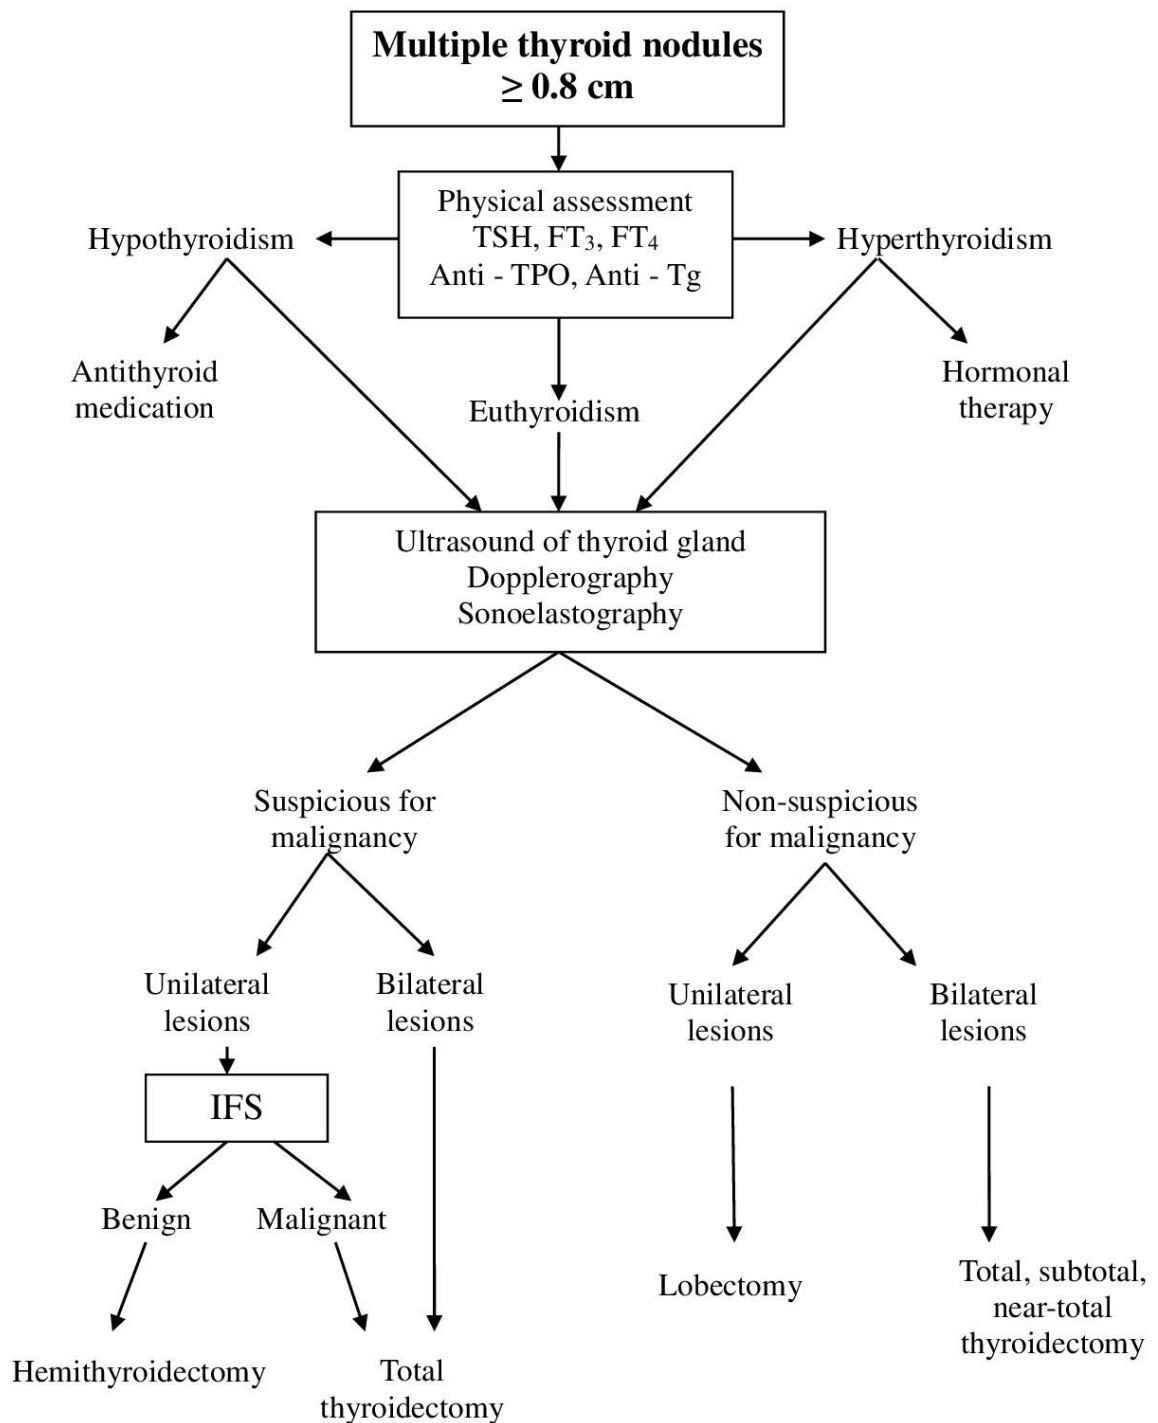 Multiple thyroid nodules
≥ 0.8 cm
Physical assessment
TSH, FT₃, FT₄
Anti - TPO, Anti - Tg
Hypothyroidism
Hyperthyroidism
Antithyroid
medication
Euthyroidism
Hormonal
therapy
Ultrasound of thyroid gland
Dopplerography
Sonoelastography
Suspicious for
malignancy
Non-suspicious
for malignancy
Unilateral
lesions
Bilateral
lesions
Unilateral
lesions
Bilateral
lesions
IFS
Benign
Malignant
Hemithyroidectomy
Total
thyroidectomy
Lobectomy
Total, subtotal,
near-total
thyroidectomy